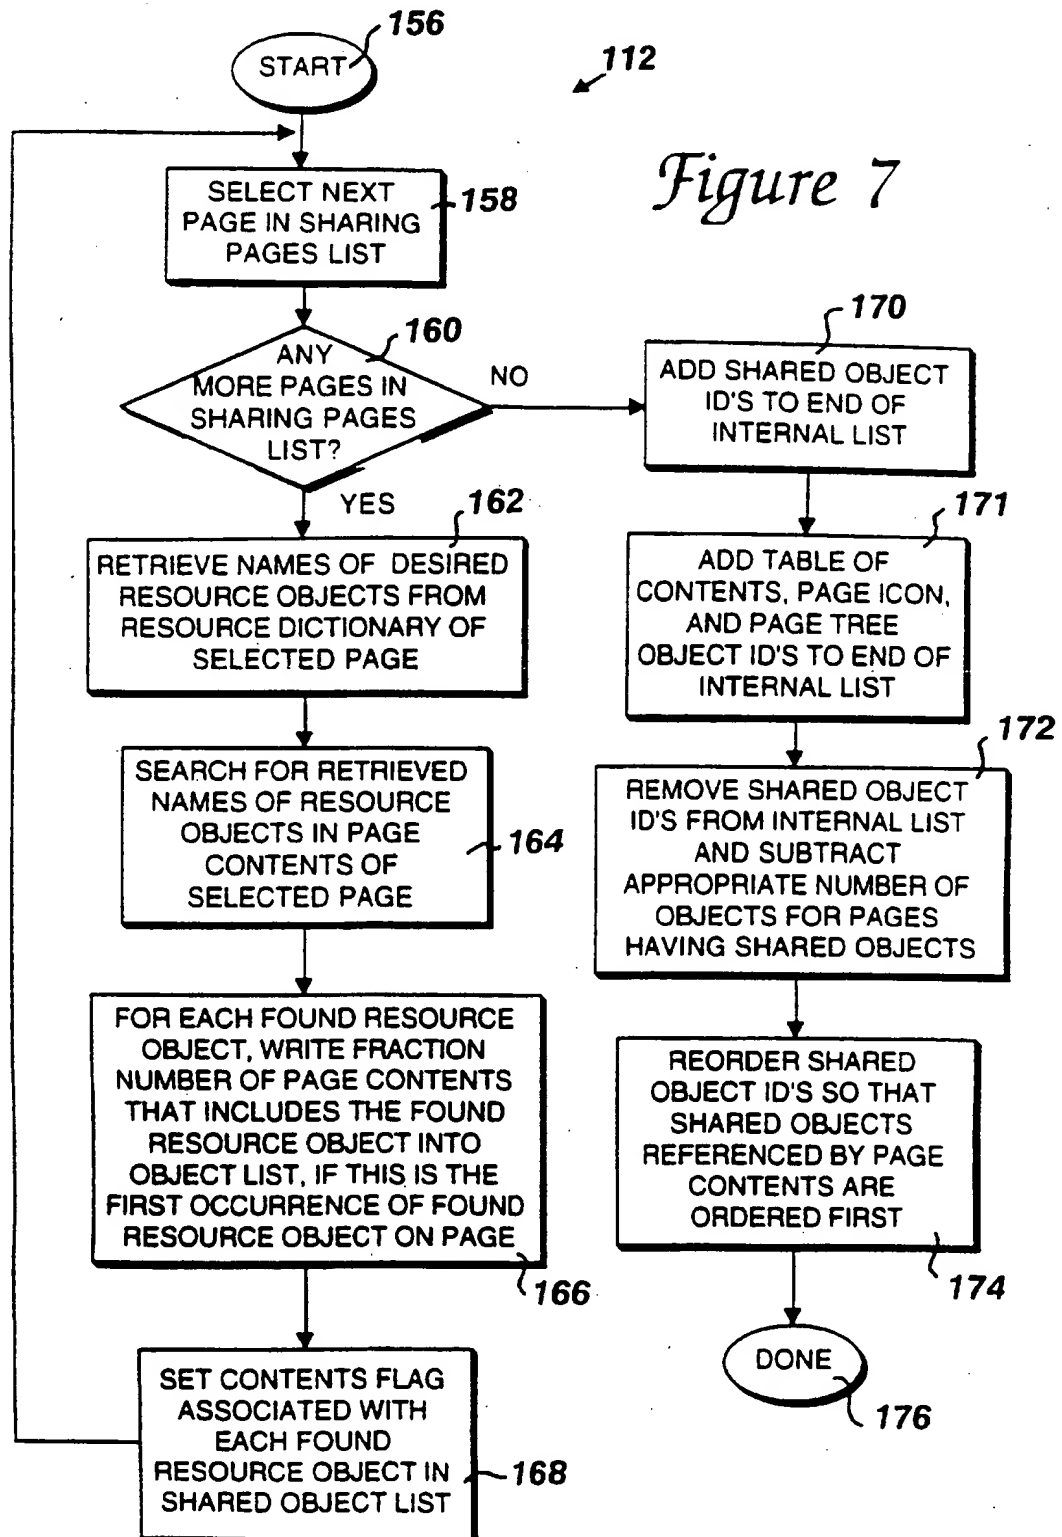 156
START
112
Figure 7
SELECT NEXT
PAGE IN SHARING
PAGES LIST
158
160
ANY
MORE PAGES IN
SHARING PAGES
LIST?
NO
YES
162
RETRIEVE NAMES OF DESIRED
RESOURCE OBJECTS FROM
RESOURCE DICTIONARY OF
SELECTED PAGE
SEARCH FOR RETRIEVED
NAMES OF RESOURCE
OBJECTS IN PAGE
CONTENTS OF
SELECTED PAGE
164
FOR EACH FOUND RESOURCE
OBJECT, WRITE FRACTION
NUMBER OF PAGE CONTENTS
THAT INCLUDES THE FOUND
RESOURCE OBJECT INTO
OBJECT LIST, IF THIS IS THE
FIRST OCCURRENCE OF FOUND
RESOURCE OBJECT ON PAGE
166
SET CONTENTS FLAG
ASSOCIATED WITH
EACH FOUND
RESOURCE OBJECT IN
SHARED OBJECT LIST
168
170
ADD SHARED OBJECT
ID'S TO END OF
INTERNAL LIST
171
ADD TABLE OF
CONTENTS, PAGE ICON,
AND PAGE TREE
OBJECT ID'S TO END OF
INTERNAL LIST
172
REMOVE SHARED OBJECT
ID'S FROM INTERNAL LIST
AND SUBTRACT
APPROPRIATE NUMBER OF
OBJECTS FOR PAGES
HAVING SHARED OBJECTS
REORDER SHARED
OBJECT ID'S SO THAT
SHARED OBJECTS
REFERENCED BY PAGE
CONTENTS ARE
ORDERED FIRST
174
DONE
176